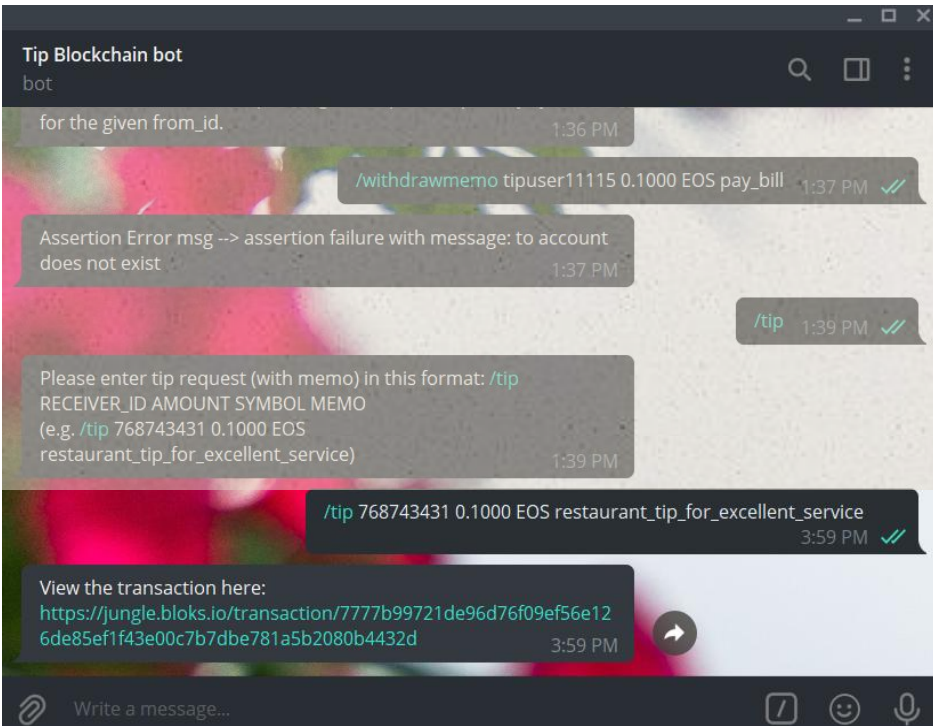 Tip Blockchain bot
bot
for the given from_id.
1:36 PM
/withdrawmemo tipuser11115 0.1000 EOS pay_bill 1:37 PM
Assertion Error msg --> assertion failure with message: to account
does not exist
1:37 PM
/tip 1:39 PM
Please enter tip request (with memo) in this format: /tip
RECEIVER_ID AMOUNT SYMBOL MEMO
(e.g. /tip 768743431 0.1000 EOS
restaurant_tip_for_excellent_service)
1:39 PM
/tip 768743431 0.1000 EOS restaurant_tip_for_excellent_service
3:59 PM
View the transaction here:
https://jungle.bloks.io/transaction/7777b99721de96d76f09ef56e12
6de85ef1f43e00c7b7dbe781a5b2080b4432d
3:59 PM
Write a message...